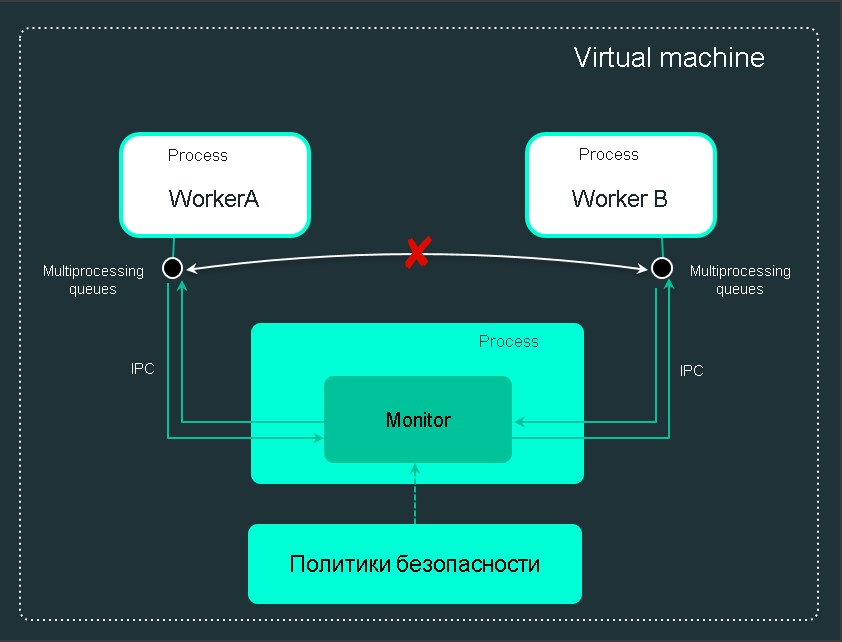 Virtual machine
Process
WorkerA
Process
Worker B
Multiprocessing
queues
Multiprocessing
queues
Process
IPC
IPC
Monitor
Политики безопасности